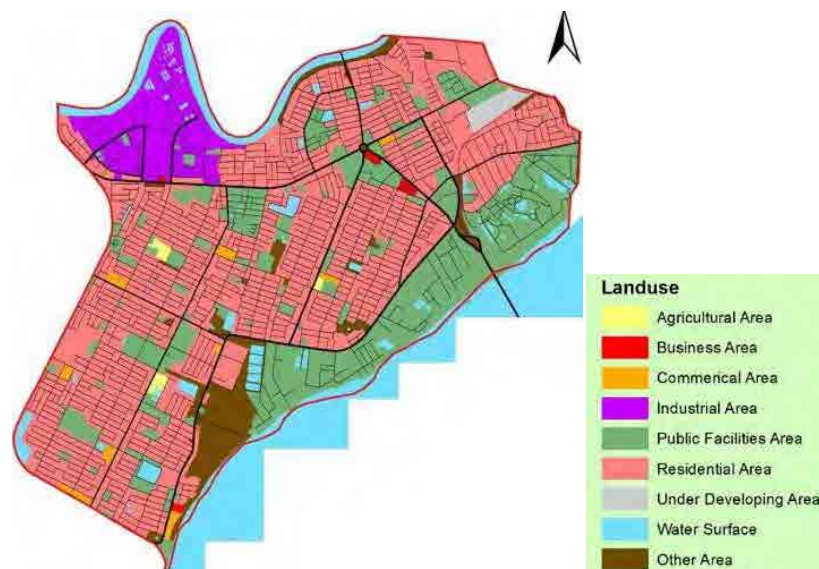 Landuse
Agricultural Area
Business Area
Commerical Area
Industrial Area
Public Facilities Area
Residential Area
Under Developing Area
Water Surface
Other Area